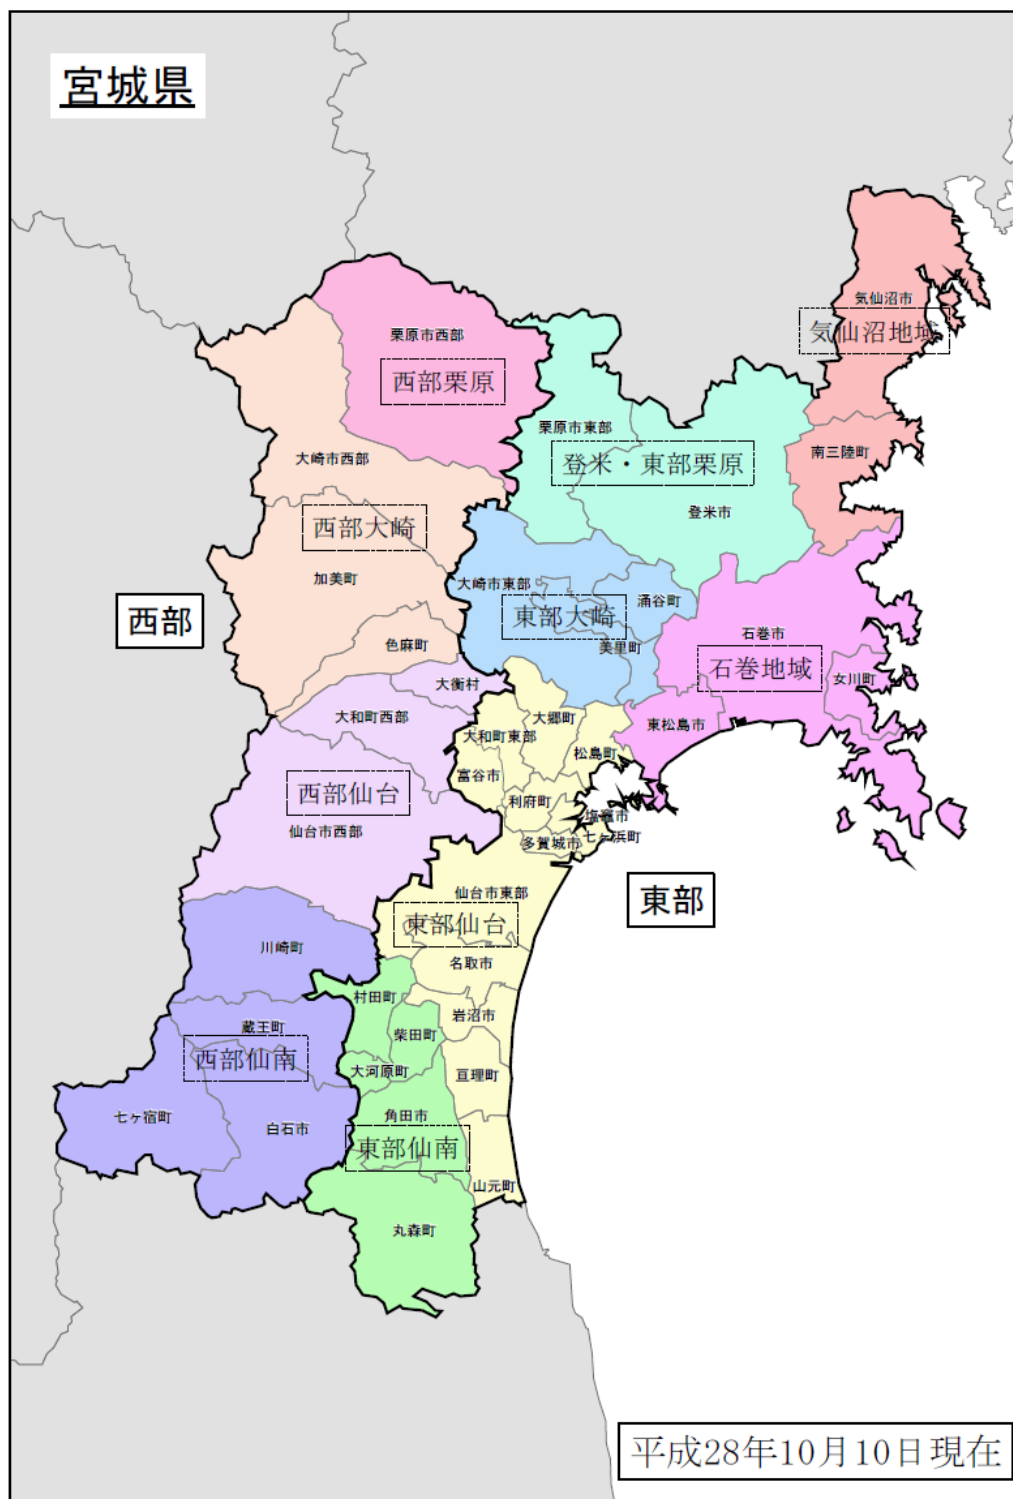 宮城県
気仙沼市
気仙沼地域
栗原市西部
西部栗原
栗原市東部
登米・東部栗原
南三陸町
大崎市西部
登米市
西部大崎
加美町
大崎市東部
涌谷町
東部大崎
西部
色麻町
美里町
石巻市
石巻地域
女川町
大衡村
大和町西部
大郷町
東松島市
大和町東部
松島町
富谷市
西部仙台
利府町
塩竈市
仙台市西部
多賀城市
七ヶ浜町
仙台市東部
東部
東部仙台
川崎町
名取市
村田町
岩沼市
蔵王町
柴田町
西部仙南
大河原町
亘理町
七ヶ宿町
白石市
角田市
東部仙南
山元町
丸森町
平成28年10月10日現在